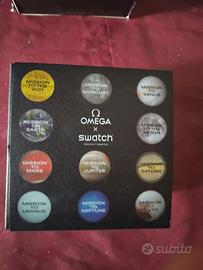 MISSION
TO THE
SUN
MISSION
TO
MERCURY
MISSION
TO
VENUS
MISSION
ON
EARTH
Ω
OMEGA
×
swatch
MISSION
TO THE
MOON
MISSION
TO
MARS
MISSION
TO
JUPITER
MISSION
TO
SATURN
MISSION
TO
URANUS
MISSION
TO
NEPTUNE
MISSION
TO
PLUTO
subito